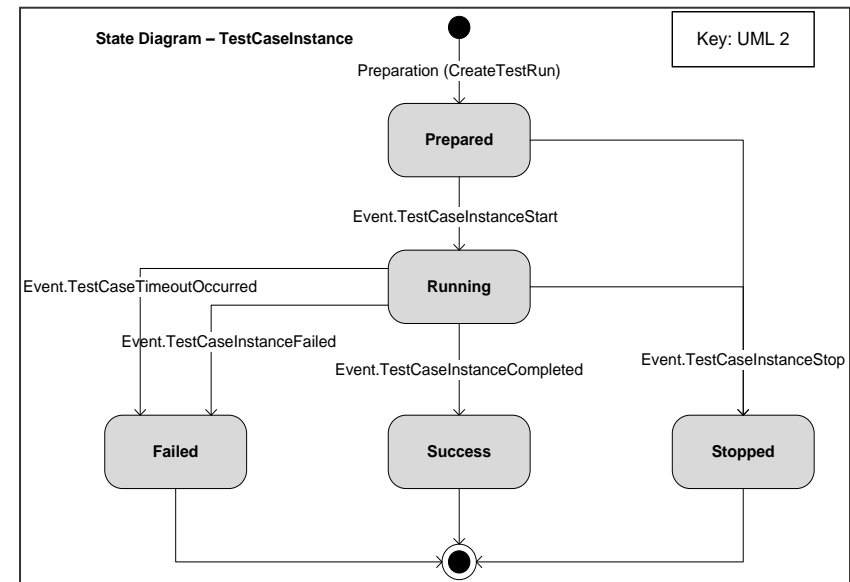 State Diagram – TestCaseInstance
Key: UML 2
Preparation (CreateTestRun)
Prepared
Event.TestCaseInstanceStart
Running
Event.TestCaseTimeoutOccurred
Event.TestCaseInstanceFailed
Event.TestCaseInstanceCompleted
Event.TestCaseInstanceStop
Failed
Success
Stopped